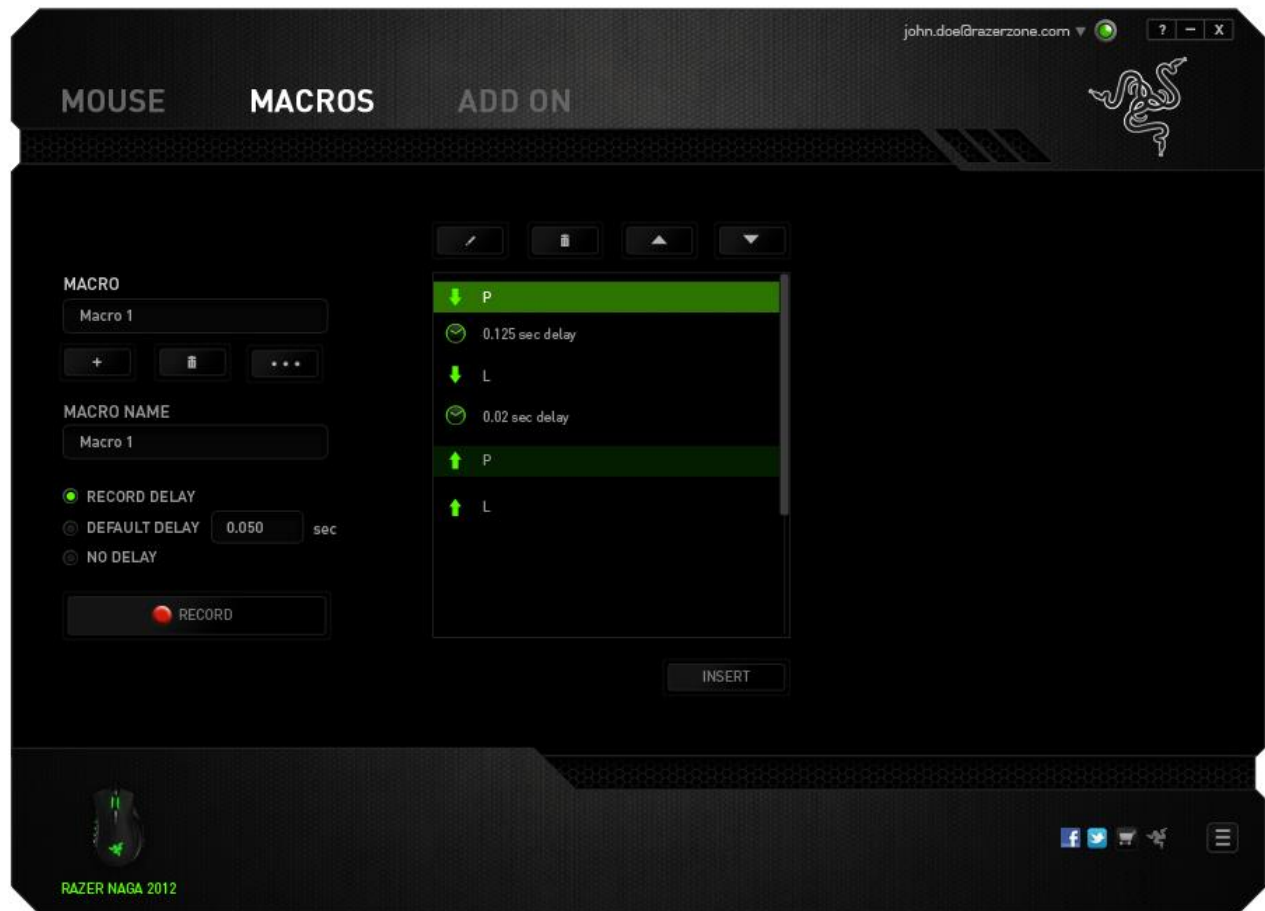 john.doe@razerzone.com
? – X
MOUSE MACROS ADD ON
MACRO
Macro 1
+ •••
MACRO NAME
Macro 1
RECORD DELAY
DEFAULT DELAY 0.050 sec
NO DELAY
RECORD
P
0.125 sec delay
L
0.02 sec delay
P
L
INSERT
RAZER NAGA 2012
f